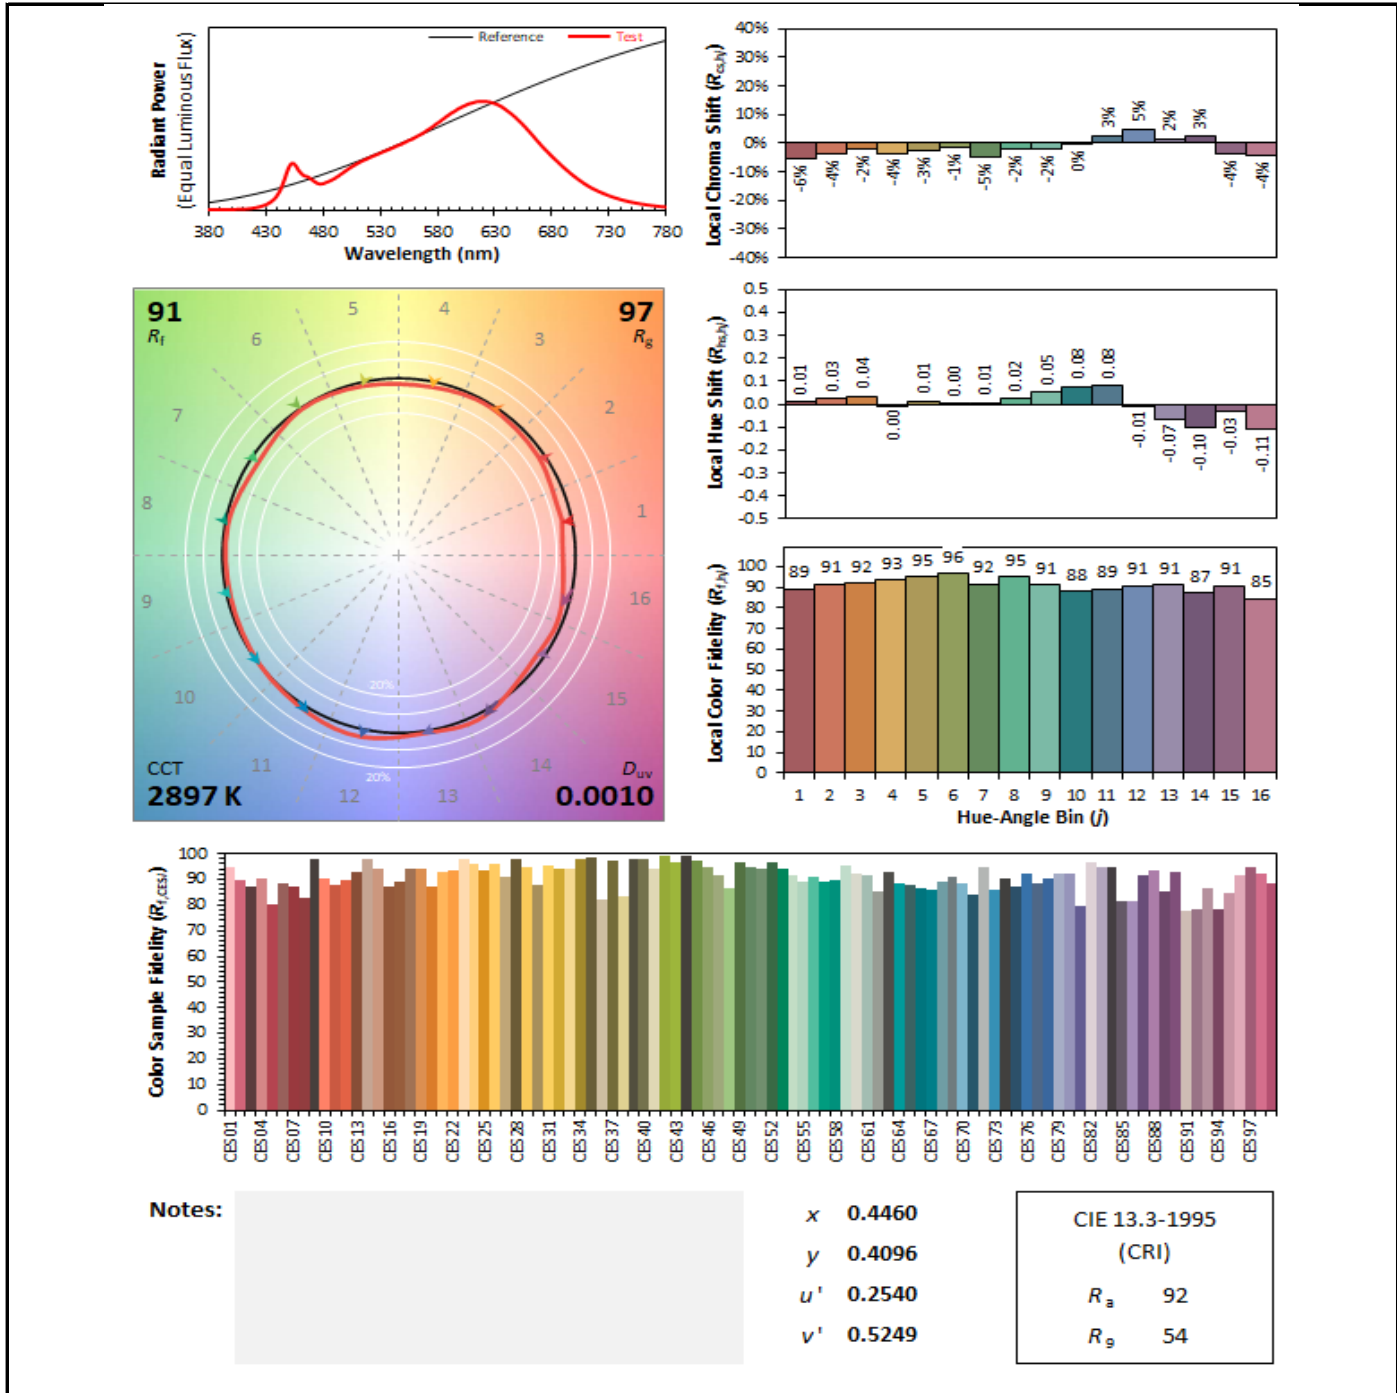 Radiant Power
(Equal Luminous Flux)
Reference
Test
380 430 480 530 580 630 680 730 780
Wavelength (nm)
Local Chroma Shift (Rcs,hj)
40%
30%
20%
10%
0%
-10%
-20%
-30%
-40%
-6% -4% -2% -4% -3% -1% -5% -2% -2% 0% 3% 5% 2% 3% -4% -4%
91
Rf
97
Rg
1
2
3
4
5
6
7
8
9
10
11
12
13
14
15
16
20%
20%
CCT
2897 K
Duv
0.0010
Local Hue Shift (Rhs,hj)
0.5
0.4
0.3
0.2
0.1
0.0
-0.1
-0.2
-0.3
-0.4
-0.5
0.01 0.03 0.04 0.00 0.01 0.00 0.01 0.02 0.05 0.08 0.08 -0.01 -0.07 -0.10 -0.03 -0.11
Local Color Fidelity (Rf,hj)
100
90
80
70
60
50
40
30
20
10
0
89 91 92 93 95 96 92 95 91 88 89 91 91 87 91 85
1 2 3 4 5 6 7 8 9 10 11 12 13 14 15 16
Hue-Angle Bin (j)
Color Sample Fidelity (Rf,CESi)
100
90
80
70
60
50
40
30
20
10
0
CES01 CES04 CES07 CES10 CES13 CES16 CES19 CES22 CES25 CES28 CES31 CES34 CES37 CES40 CES43 CES46 CES49 CES52 CES55 CES58 CES61 CES64 CES67 CES70 CES73 CES76 CES79 CES82 CES85 CES88 CES91 CES94 CES97
Notes:
x 0.4460
y 0.4096
u' 0.2540
v' 0.5249
CIE 13.3-1995
(CRI)
Ra 92
R9 54